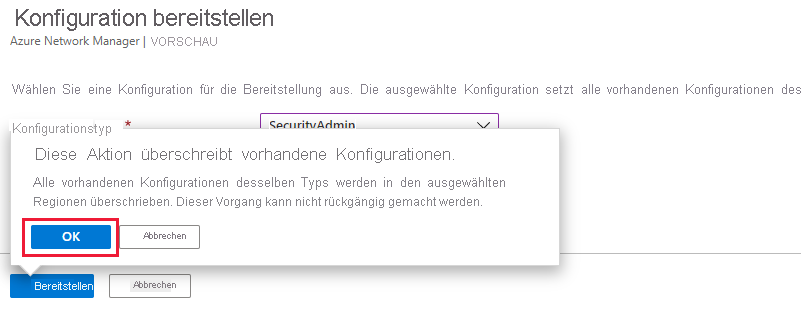 Konfiguration bereitstellen
Azure Network Manager | VORSCHAU
Wählen Sie eine Konfiguration für die Bereitstellung aus. Die ausgewählte Konfiguration setzt alle vorhandenen Konfigurationen des
Konfigurationstyp * SecurityAdmin
Diese Aktion überschreibt vorhandene Konfigurationen.
Alle vorhandenen Konfigurationen desselben Typs werden in den ausgewählten
Regionen überschrieben. Dieser Vorgang kann nicht rückgängig gemacht werden.
OK Abbrechen
Bereitstellen Abbrechen